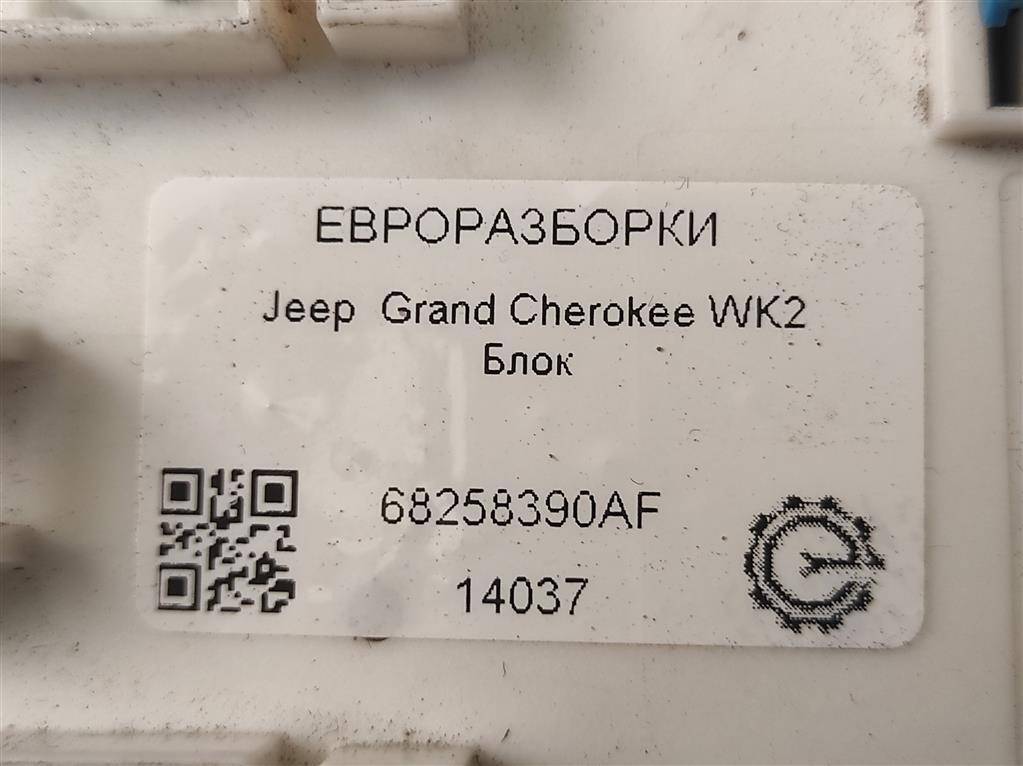 ЕВРОРАЗБОРКИ
Jeep Grand Cherokee WK2
Блок
68258390AF
14037